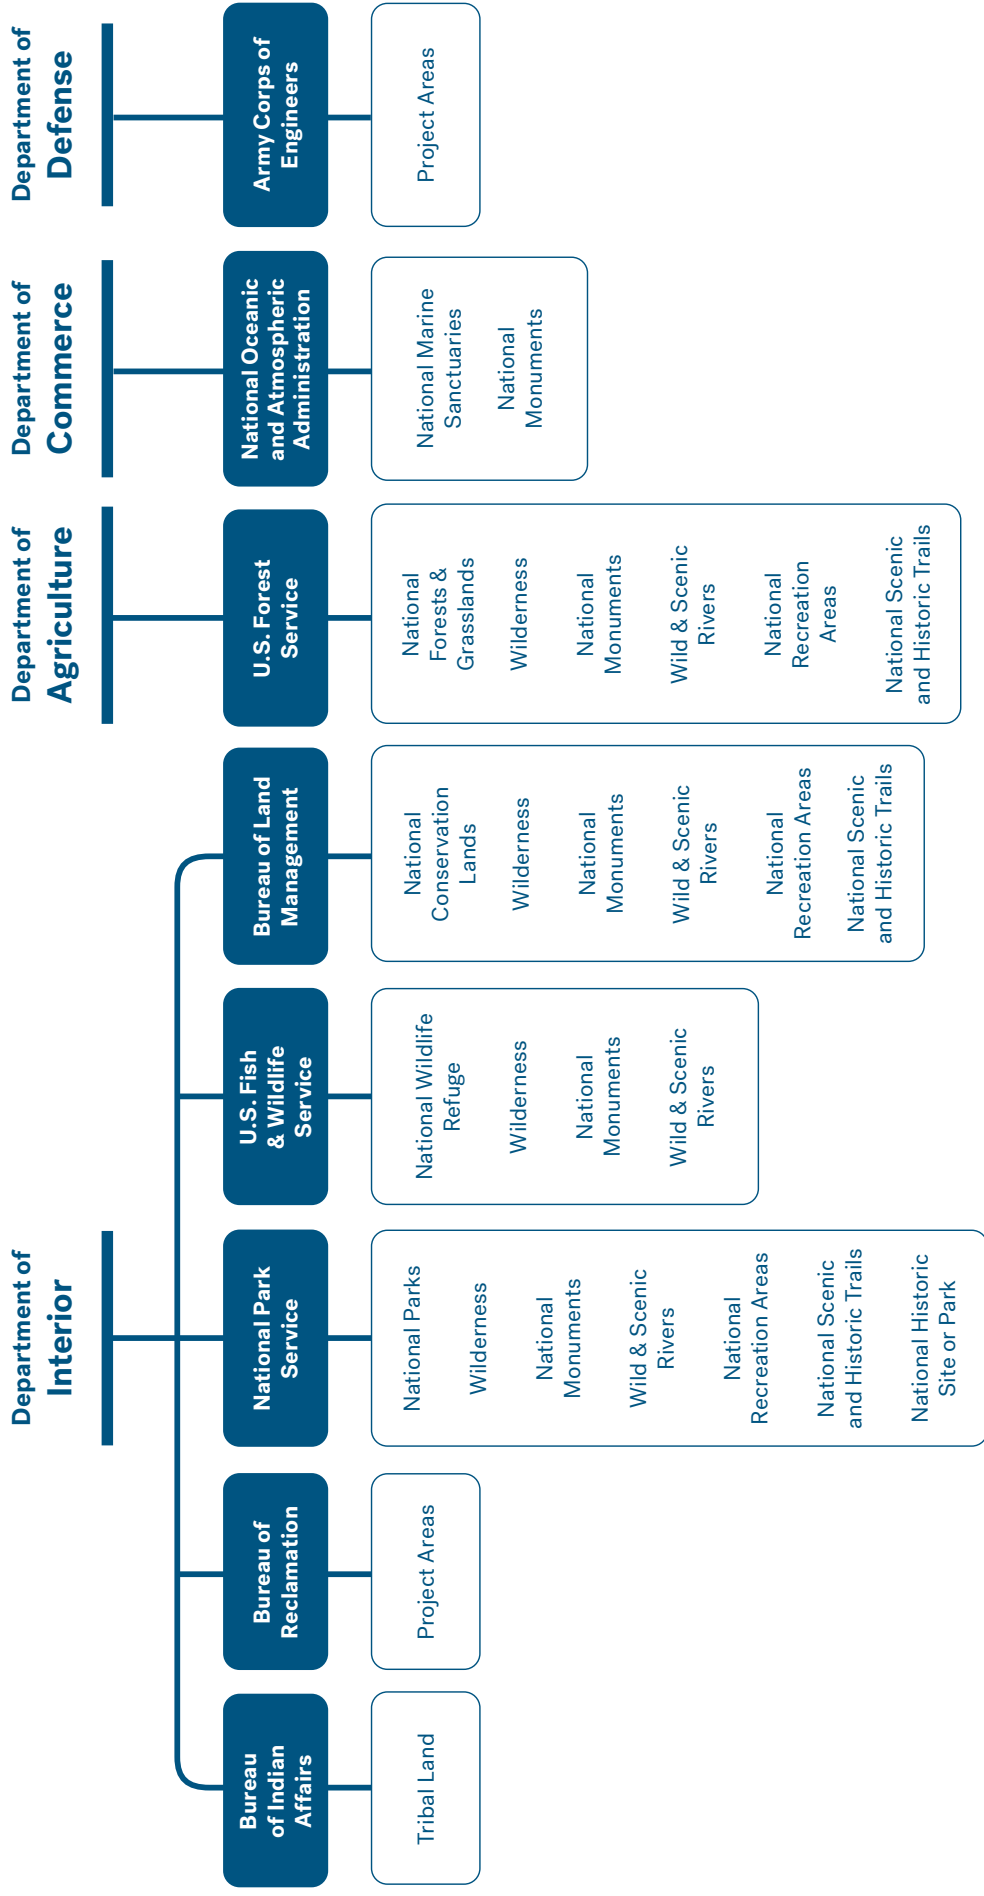 Department of
Interior
Bureau
of Indian
Affairs
Tribal Land
Bureau of
Reclamation
Project Areas
National Park
Service
National Parks
Wilderness
National
Monuments
Wild & Scenic
Rivers
National
Recreation Areas
National Scenic
and Historic Trails
National Historic
Site or Park
U.S. Fish
& Wildlife
Service
National Wildlife
Refuge
Wilderness
National
Monuments
Wild & Scenic
Rivers
Bureau of Land
Management
National
Conservation
Lands
Wilderness
National
Monuments
Wild & Scenic
Rivers
National
Recreation Areas
National Scenic
and Historic Trails
Department of
Agriculture
U.S. Forest
Service
National
Forests &
Grasslands
Wilderness
National
Monuments
Wild & Scenic
Rivers
National
Recreation
Areas
National Scenic
and Historic Trails
Department of
Commerce
National Oceanic
and Atmospheric
Administration
National Marine
Sanctuaries
National
Monuments
Department of
Defense
Army Corps of
Engineers
Project Areas